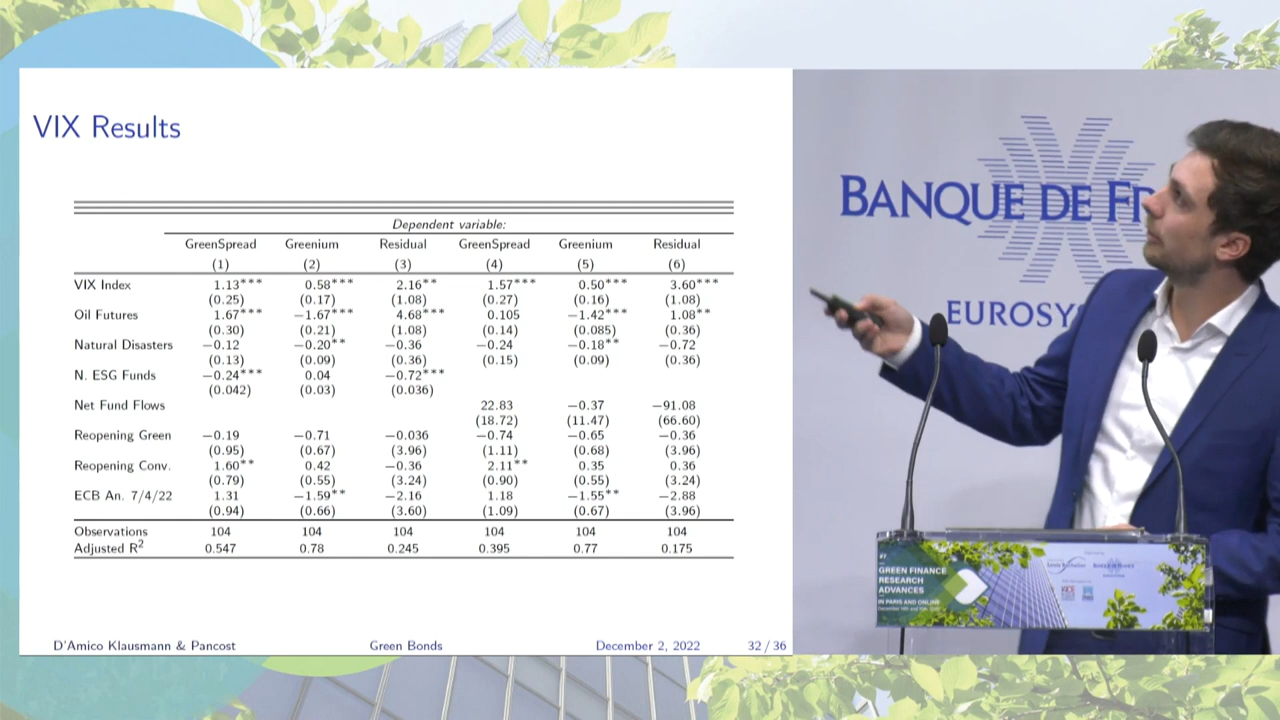 VIX Results
Dependent variable:
GreenSpread Greenium Residual GreenSpread Greenium Residual
(1) (2) (3) (4) (5) (6)
VIX Index 1.13*** 0.58*** 2.16** 1.57*** 0.50*** 3.60***
(0.25) (0.17) (1.08) (0.27) (0.16) (1.08)
Oil Futures 1.67*** −1.67*** 4.68*** 0.105 −1.42*** 1.08**
(0.30) (0.21) (1.08) (0.14) (0.085) (0.36)
Natural Disasters −0.12 −0.20** −0.36 −0.24 −0.18** −0.72
(0.13) (0.09) (0.36) (0.15) (0.09) (0.36)
N. ESG Funds −0.24*** 0.04 −0.72***
(0.042) (0.03) (0.036)
Net Fund Flows 22.83 −0.37 −91.08
(18.72) (11.47) (66.60)
Reopening Green −0.19 −0.71 −0.036 −0.74 −0.65 −0.36
(0.95) (0.67) (3.96) (1.11) (0.68) (3.96)
Reopening Conv. 1.60** 0.42 −0.36 2.11** 0.35 0.36
(0.79) (0.55) (3.24) (0.90) (0.55) (3.24)
ECB An. 7/4/22 1.31 −1.59** −2.16 1.18 −1.55** −2.88
(0.94) (0.66) (3.60) (1.09) (0.67) (3.96)
Observations 104 104 104 104 104 104
Adjusted R2 0.547 0.78 0.245 0.395 0.77 0.175
D'Amico Klausmann & Pancost Green Bonds December 2, 2022 32 / 36
BANQUE DE FR
EUROSY
GREEN FINANCE
RESEARCH
ADVANCES
IN PARIS AND ONLINE